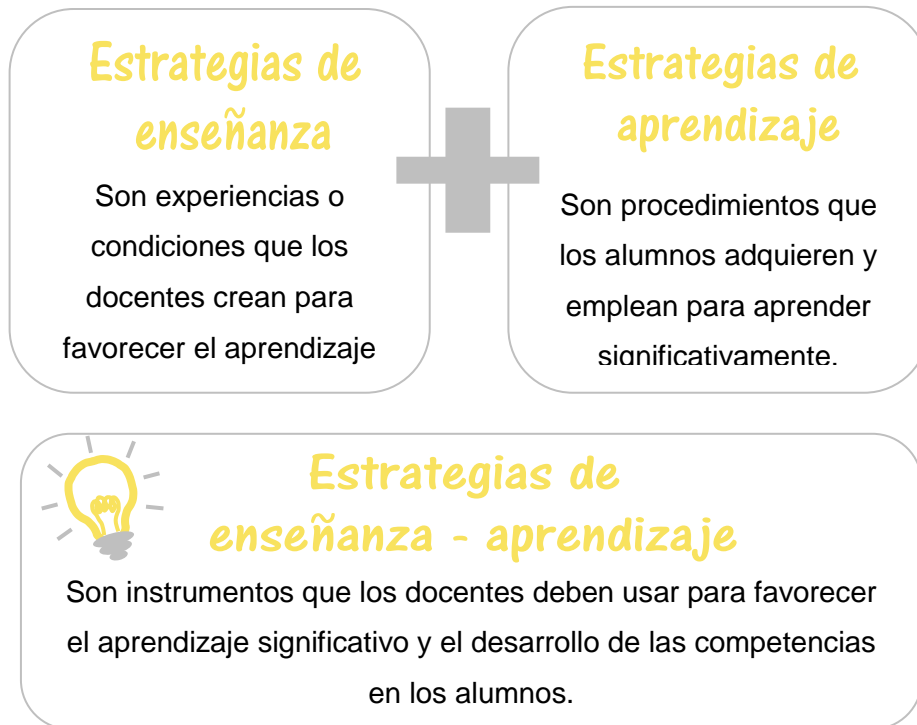 Estrategias de
enseñanza
Son experiencias o
condiciones que los
docentes crean para
favorecer el aprendizaje
Estrategias de
aprendizaje
Son procedimientos que
los alumnos adquieren y
emplean para aprender
significativamente.
Estrategias de
enseñanza - aprendizaje
Son instrumentos que los docentes deben usar para favorecer
el aprendizaje significativo y el desarrollo de las competencias
en los alumnos.